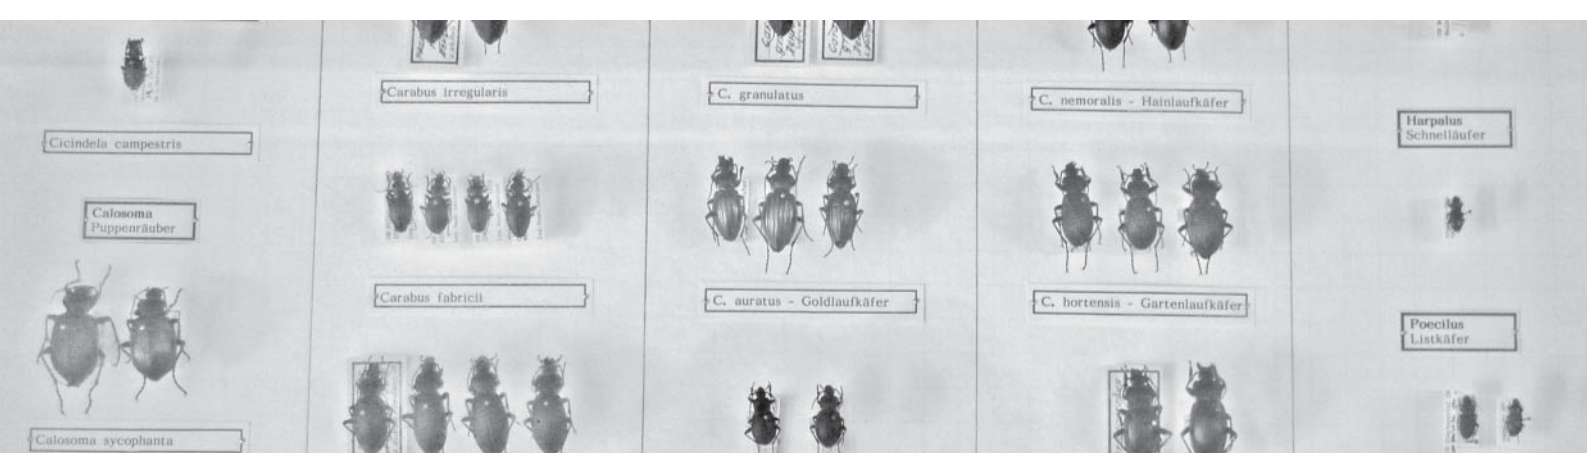 Cicindela campestris
Calosoma
Puppenräuber
Calosoma sycophanta
Carabus irregularis
Carabus fabricii
C. granulatus
C. auratus - Goldlaufkäfer
C. nemoralis - Hainlaufkäfer
C. hortensis - Gartenlaufkäfer
Harpalus
Schnelläufer
Poecilus
Listkäfer